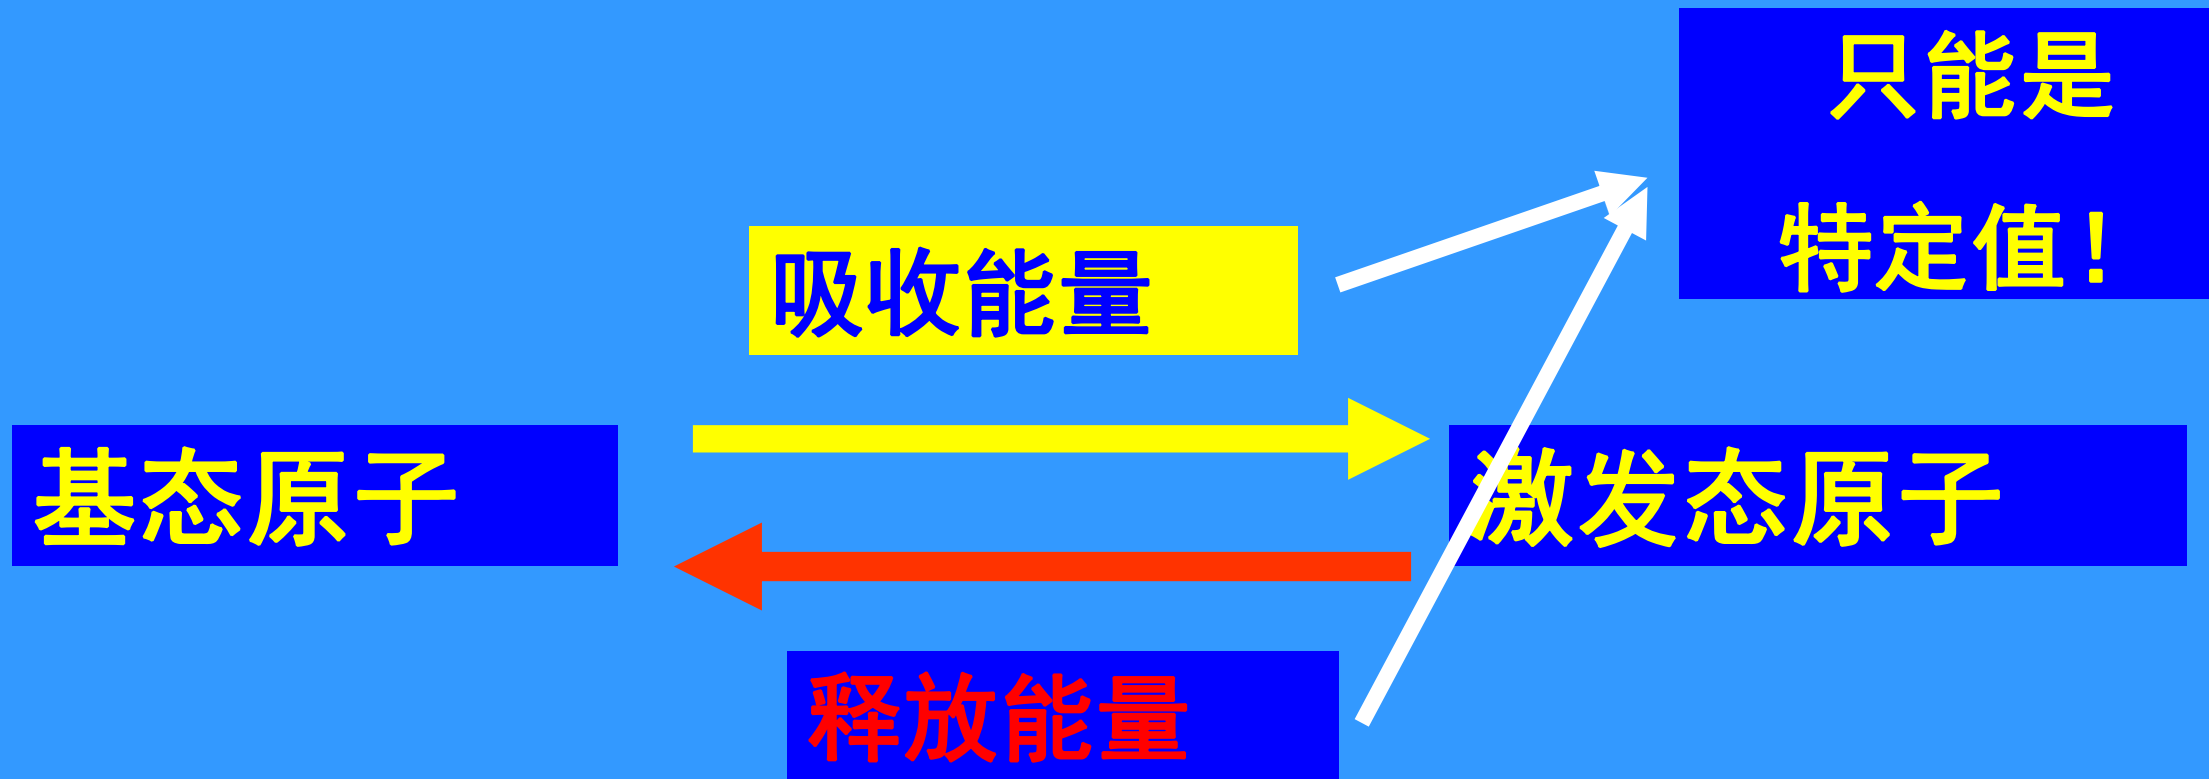 只能是
特定值！
吸收能量
基态原子
激发态原子
释放能量